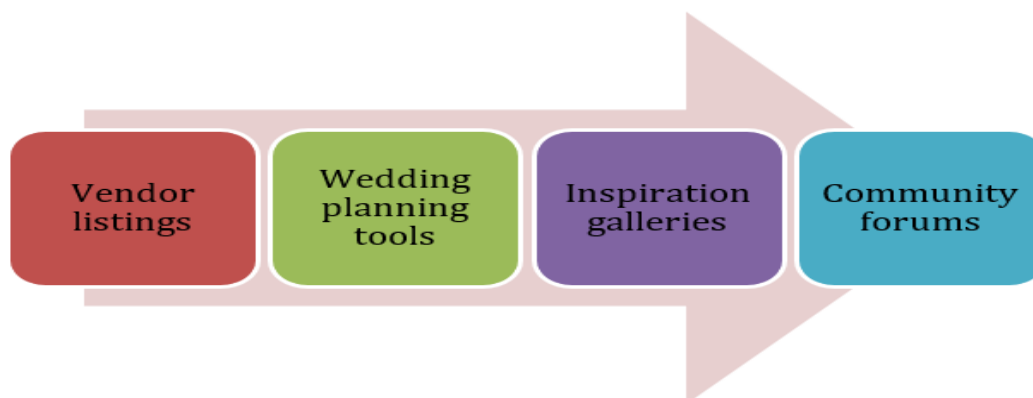 Vendor
listings
Wedding
planning
tools
Inspiration
galleries
Community
forums